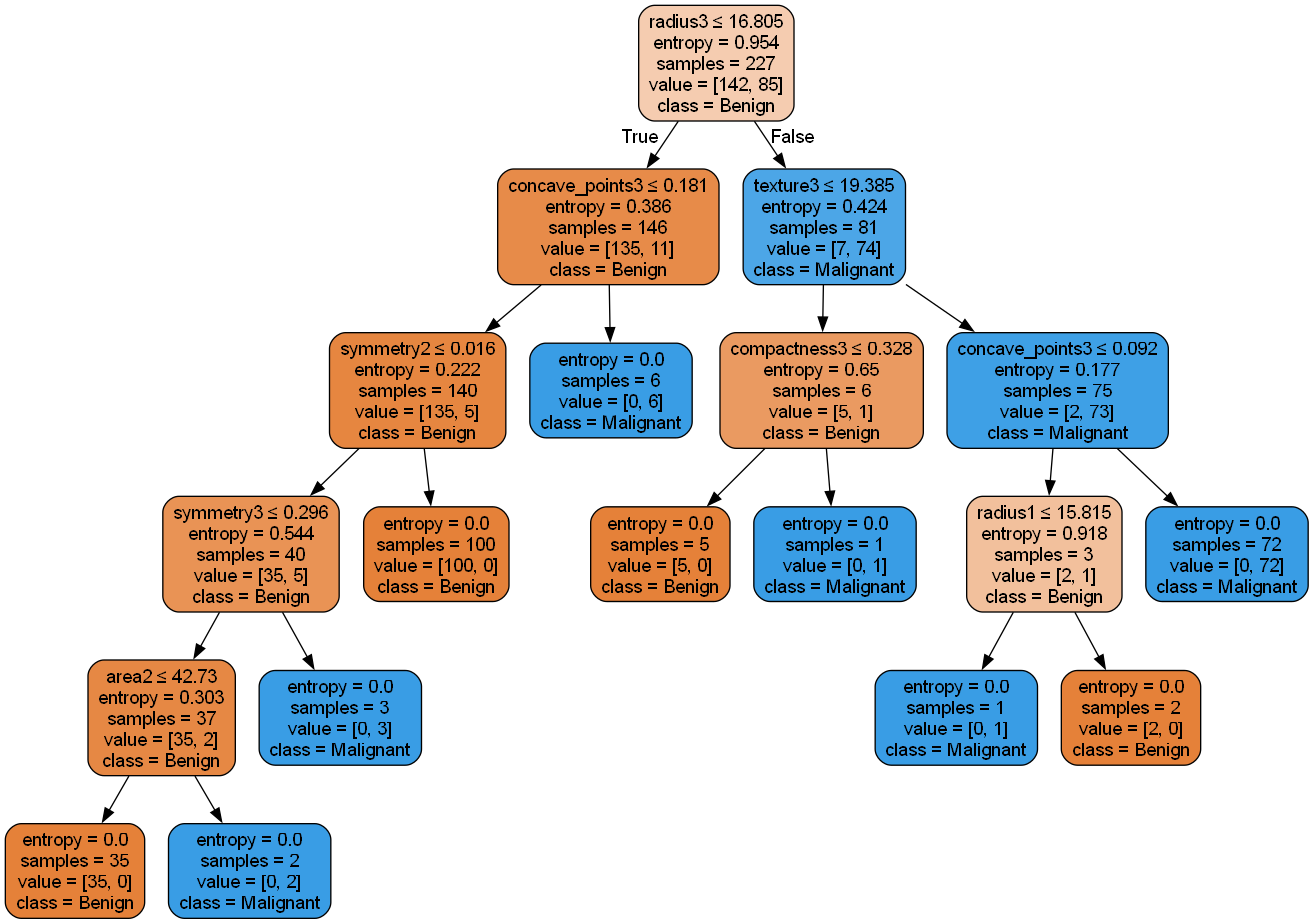 radius3 ≤ 16.805
entropy = 0.954
samples = 227
value = [142, 85]
class = Benign
True
False
concave_points3 ≤ 0.181
entropy = 0.386
samples = 146
value = [135, 11]
class = Benign
texture3 ≤ 19.385
entropy = 0.424
samples = 81
value = [7, 74]
class = Malignant
symmetry2 ≤ 0.016
entropy = 0.222
samples = 140
value = [135, 5]
class = Benign
entropy = 0.0
samples = 6
value = [0, 6]
class = Malignant
compactness3 ≤ 0.328
entropy = 0.65
samples = 6
value = [5, 1]
class = Benign
concave_points3 ≤ 0.092
entropy = 0.177
samples = 75
value = [2, 73]
class = Malignant
symmetry3 ≤ 0.296
entropy = 0.544
samples = 40
value = [35, 5]
class = Benign
entropy = 0.0
samples = 100
value = [100, 0]
class = Benign
entropy = 0.0
samples = 5
value = [5, 0]
class = Benign
entropy = 0.0
samples = 1
value = [0, 1]
class = Malignant
radius1 ≤ 15.815
entropy = 0.918
samples = 3
value = [2, 1]
class = Benign
entropy = 0.0
samples = 72
value = [0, 72]
class = Malignant
area2 ≤ 42.73
entropy = 0.303
samples = 37
value = [35, 2]
class = Benign
entropy = 0.0
samples = 3
value = [0, 3]
class = Malignant
entropy = 0.0
samples = 1
value = [0, 1]
class = Malignant
entropy = 0.0
samples = 2
value = [2, 0]
class = Benign
entropy = 0.0
samples = 35
value = [35, 0]
class = Benign
entropy = 0.0
samples = 2
value = [0, 2]
class = Malignant